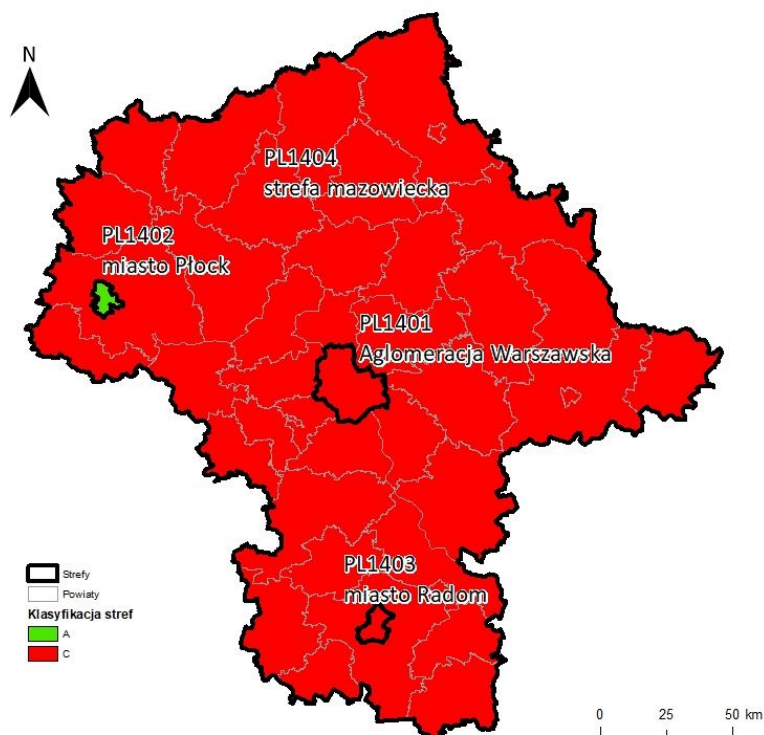 N
PL1404
strefa mazowiecka
PL1402
miasto Płock
PL1401
Aglomeracja Warszawska
PL1403
miasto Radom
Strefy
Powiaty
Klasyfikacja stref
A
C
0 25 50 km